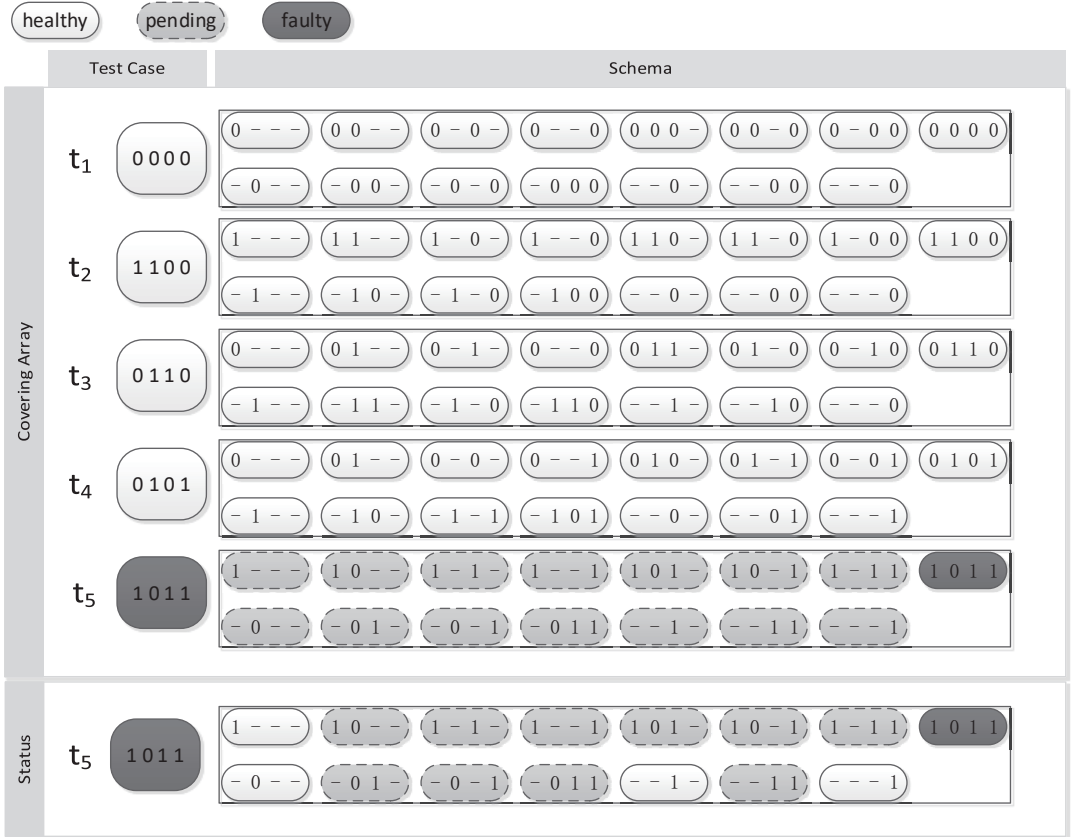 healthy pending faulty
Test Case Schema
Covering Array
t1 0000 0 - - - 0 0 - - 0 - 0 - 0 - - 0 0 0 0 - 0 0 - 0 0 - 0 0 0 0 0 0
- 0 - - - 0 0 - - 0 - 0 - 0 0 0 - - 0 - - - 0 0 - - - 0
t2 1100 1 - - - 1 1 - - 1 - 0 - 1 - - 0 1 1 0 - 1 1 - 0 1 - 0 0 1 1 0 0
- 1 - - - 1 0 - - 1 - 0 - 1 0 0 - - 0 - - - 0 0 - - - 0
t3 0110 0 - - - 0 1 - - 0 - 1 - 0 - - 0 0 1 1 - 0 1 - 0 0 - 1 0 0 1 1 0
- 1 - - - 1 1 - - 1 - 0 - 1 1 0 - - 1 - - - 1 0 - - - 0
t4 0101 0 - - - 0 1 - - 0 - 0 - 0 - - 1 0 1 0 - 0 1 - 1 0 - 0 1 0 1 0 1
- 1 - - - 1 0 - - 1 - 1 - 1 0 1 - - 0 - - - 0 1 - - - 1
t5 1011 1 - - - 1 0 - - 1 - 1 - 1 - - 1 1 0 1 - 1 0 - 1 1 - 1 1 1 0 1 1
- 0 - - - 0 1 - - 0 - 1 - 0 1 1 - - 1 - - - 1 1 - - - 1
Status
t5 1011 1 - - - 1 0 - - 1 - 1 - 1 - - 1 1 0 1 - 1 0 - 1 1 - 1 1 1 0 1 1
- 0 - - - 0 1 - - 0 - 1 - 0 1 1 - - 1 - - - 1 1 - - - 1